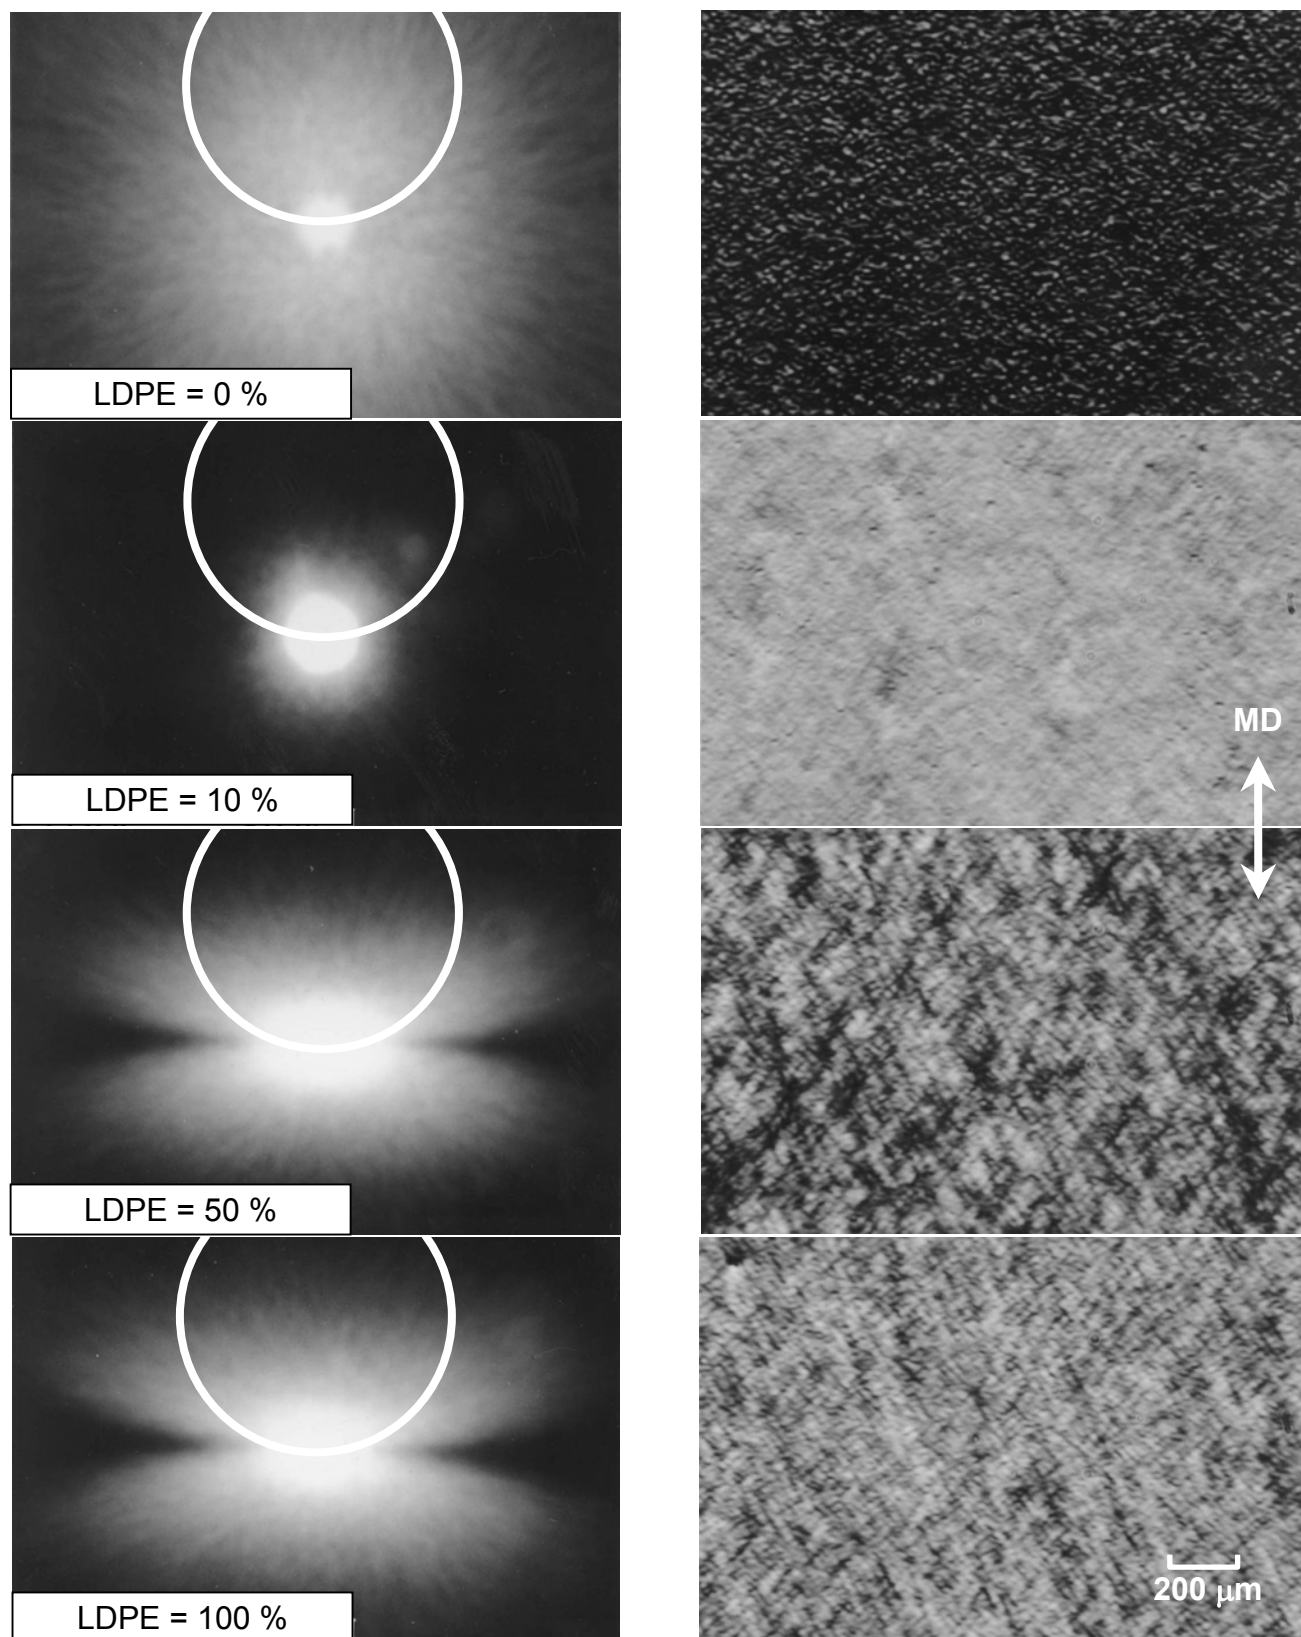 LDPE = 0 %
LDPE = 10 %
MD
LDPE = 50 %
LDPE = 100 %
200 μm